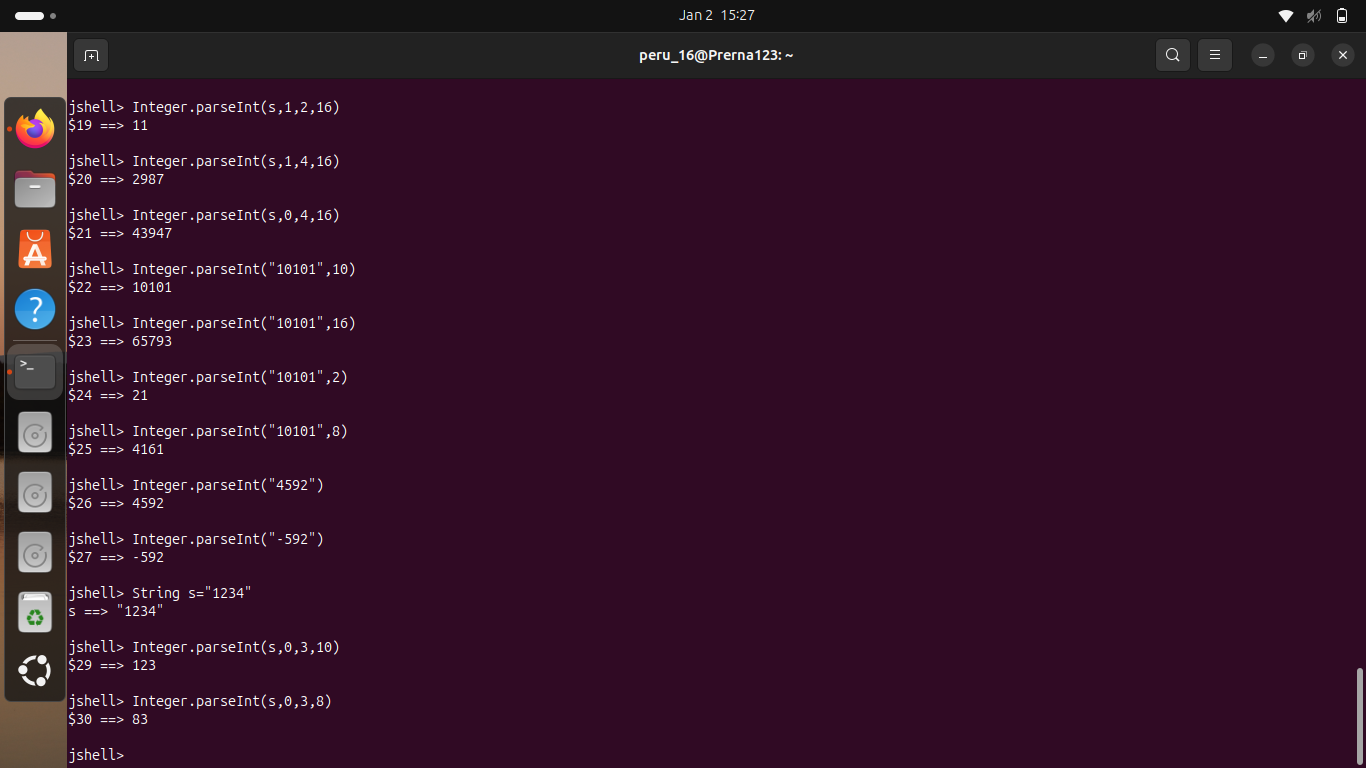 Jan 2 15:27
peru_16@Prerna123: ~
jshell> Integer.parseInt(s,1,2,16)
$19 ==> 11
jshell> Integer.parseInt(s,1,4,16)
$20 ==> 2987
jshell> Integer.parseInt(s,0,4,16)
$21 ==> 43947
jshell> Integer.parseInt("10101",10)
$22 ==> 10101
jshell> Integer.parseInt("10101",16)
$23 ==> 65793
jshell> Integer.parseInt("10101",2)
$24 ==> 21
jshell> Integer.parseInt("10101",8)
$25 ==> 4161
jshell> Integer.parseInt("4592")
$26 ==> 4592
jshell> Integer.parseInt("-592")
$27 ==> -592
jshell> String s="1234"
s ==> "1234"
jshell> Integer.parseInt(s,0,3,10)
$29 ==> 123
jshell> Integer.parseInt(s,0,3,8)
$30 ==> 83
jshell>